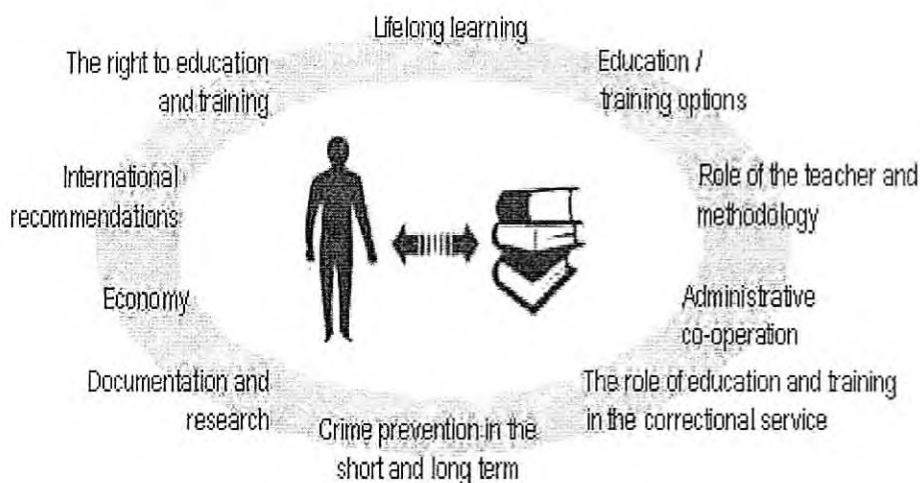 Lifelong learning
The right to education
and training
Education /
training options
International
recommendations
Role of the teacher and
methodology
Economy
Administrative
co-operation
Documentation and
research
The role of education and training
in the correctional service
Crime prevention in the
short and long term